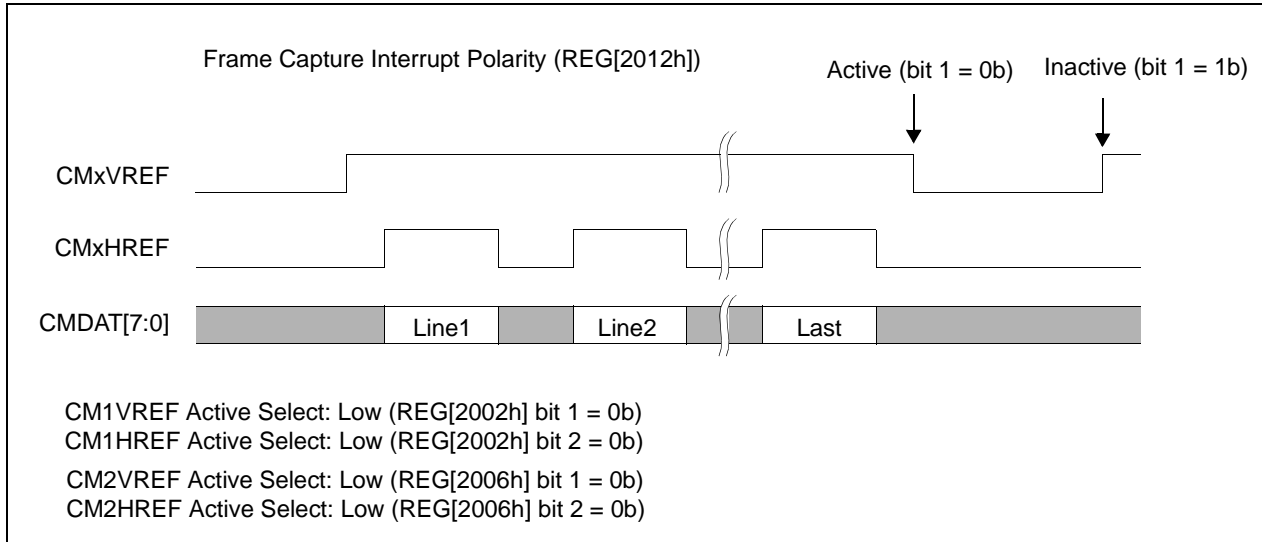 Frame Capture Interrupt Polarity (REG[2012h])
Active (bit 1 = 0b)
Inactive (bit 1 = 1b)
CMxVREF
CMxHREF
CMDAT[7:0]
Line1
Line2
Last
CM1VREF Active Select: Low (REG[2002h] bit 1 = 0b)
CM1HREF Active Select: Low (REG[2002h] bit 2 = 0b)
CM2VREF Active Select: Low (REG[2006h] bit 1 = 0b)
CM2HREF Active Select: Low (REG[2006h] bit 2 = 0b)